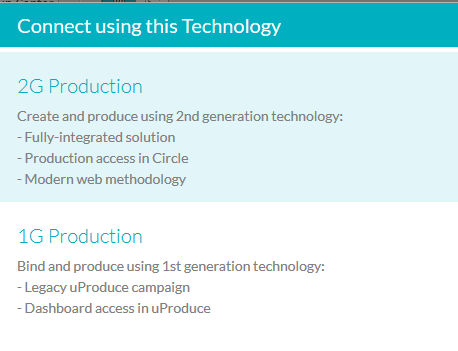 Connect using this Technology
2G Production
Create and produce using 2nd generation technology:
- Fully-integrated solution
- Production access in Circle
- Modern web methodology
1G Production
Bind and produce using 1st generation technology:
- Legacy uProduce campaign
- Dashboard access in uProduce